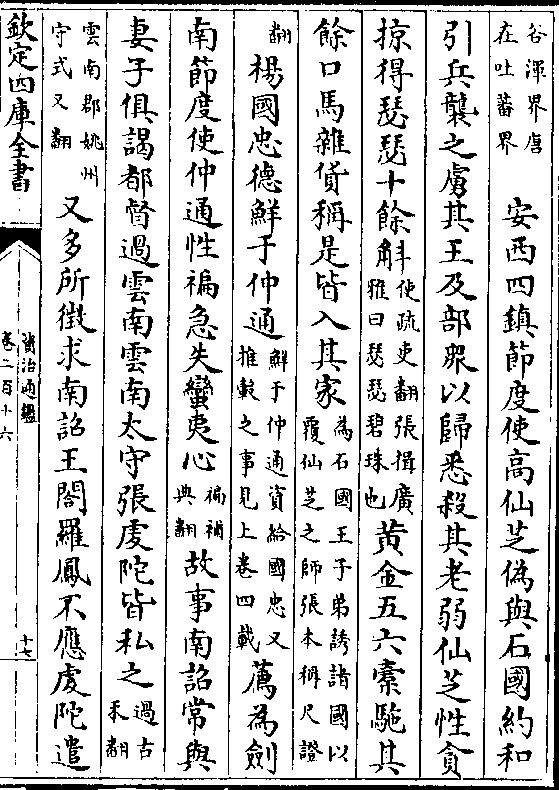 谷渾界唐在吐蕃界 安西四鎮節度使高仙芝偽與石國約和
引兵襲之虜其王及部眾以歸悉殺其老弱仙芝性貪
掠得瑟瑟十餘斛使疏吏翻張揖廣雅曰瑟瑟碧珠也黃金五六橐駞其
餘口馬雜貨稱是皆入其家為石國王子弟誘諸國以覆仙芝之師張本稱尺證
翻楊國忠德鮮于仲通鮮于仲通資給國忠又推轂之事見上卷四載薦為劍
南節度使仲通性褊急失蠻夷心褊補典翻故事南詔常與
妻子俱謁都督過雲南雲南太守張虔陀皆私之過古禾翻
雲南郡姚州守式又翻 又多所徵求南詔王閤羅鳳不應虔陀遣
欽定四庫全書
資治通鑑
卷二百十六
十七